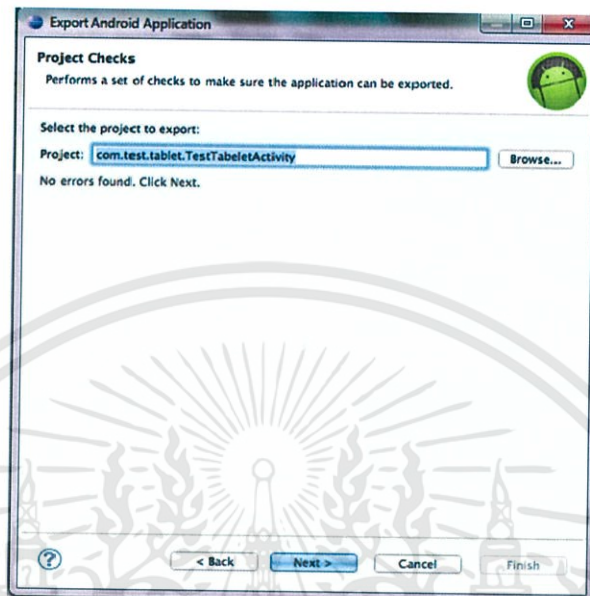 Export Android Application
Project Checks
Performs a set of checks to make sure the application can be exported.
Select the project to export:
Project: com.test.tablet.TestTabeletActivity Browse...
No errors found. Click Next.
< Back Next > Cancel Finish